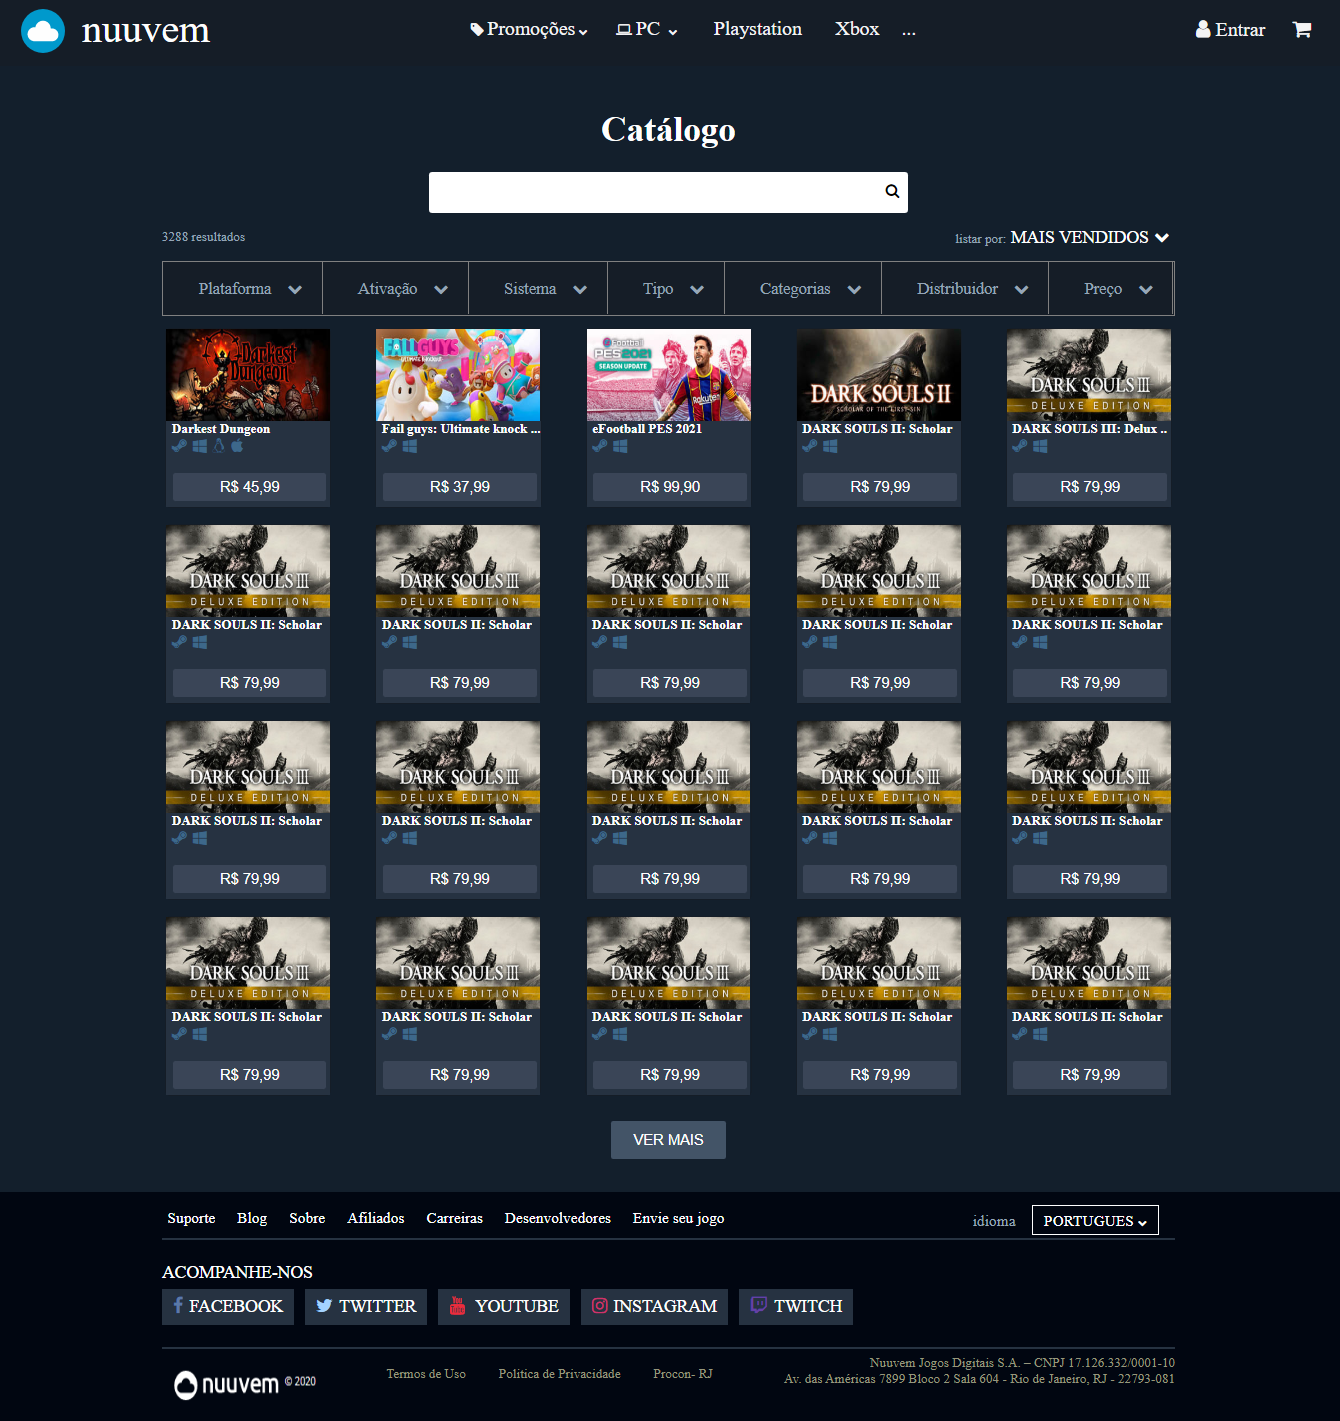 nuuvem
Promoções PC Playstation Xbox ... Entrar
Catálogo
3288 resultados listar por: MAIS VENDIDOS
Plataforma Ativação Sistema Tipo Categorias Distribuidor Preço
Darkest Dungeon
FALL GUYS
ULTIMATE KNOCKOUT
eFootball
PES2021
SEASON UPDATE
Rakuten
DARK SOULS II
SCHOLAR OF THE FIRST SIN
DARK SOULS III
DELUXE EDITION
Darkest Dungeon Fail guys: Ultimate knock ... eFootball PES 2021 DARK SOULS II: Scholar DARK SOULS III: Delux ..
R$ 45,99 R$ 37,99 R$ 99,90 R$ 79,99 R$ 79,99
DARK SOULS III DARK SOULS III DARK SOULS III DARK SOULS III DARK SOULS III
DELUXE EDITION DELUXE EDITION DELUXE EDITION DELUXE EDITION DELUXE EDITION
DARK SOULS II: Scholar DARK SOULS II: Scholar DARK SOULS II: Scholar DARK SOULS II: Scholar DARK SOULS II: Scholar
R$ 79,99 R$ 79,99 R$ 79,99 R$ 79,99 R$ 79,99
DARK SOULS III DARK SOULS III DARK SOULS III DARK SOULS III DARK SOULS III
DELUXE EDITION DELUXE EDITION DELUXE EDITION DELUXE EDITION DELUXE EDITION
DARK SOULS II: Scholar DARK SOULS II: Scholar DARK SOULS II: Scholar DARK SOULS II: Scholar DARK SOULS II: Scholar
R$ 79,99 R$ 79,99 R$ 79,99 R$ 79,99 R$ 79,99
DARK SOULS III DARK SOULS III DARK SOULS III DARK SOULS III DARK SOULS III
DELUXE EDITION DELUXE EDITION DELUXE EDITION DELUXE EDITION DELUXE EDITION
DARK SOULS II: Scholar DARK SOULS II: Scholar DARK SOULS II: Scholar DARK SOULS II: Scholar DARK SOULS II: Scholar
R$ 79,99 R$ 79,99 R$ 79,99 R$ 79,99 R$ 79,99
VER MAIS
Suporte Blog Sobre Afiliados Carreiras Desenvolvedores Envie seu jogo idioma PORTUGUES
ACOMPANHE-NOS
FACEBOOK TWITTER YOUTUBE INSTAGRAM TWITCH
nuuvem © 2020 Termos de Uso Politica de Privacidade Procon- RJ
Nuuvem Jogos Digitais S.A. – CNPJ 17.126.332/0001-10
Av. das Américas 7899 Bloco 2 Sala 604 - Rio de Janeiro, RJ - 22793-081